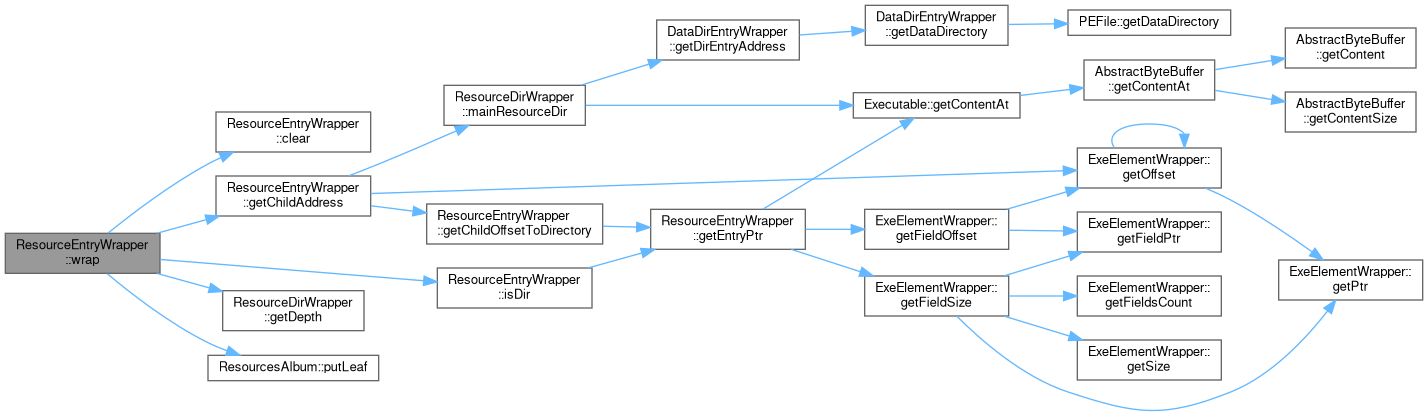 ResourceEntryWrapper
::wrap
ResourceEntryWrapper
::clear
ResourceEntryWrapper
::getChildAddress
ResourceDirWrapper
::mainResourceDir
DataDirEntryWrapper
::getDirEntryAddress
DataDirEntryWrapper
::getDataDirectory
PEFile::getDataDirectory
Executable::getContentAt
AbstractByteBuffer
::getContentAt
AbstractByteBuffer
::getContent
AbstractByteBuffer
::getContentSize
ResourceEntryWrapper
::getChildOffsetToDirectory
ResourceEntryWrapper
::getEntryPtr
ExeElementWrapper::
getFieldOffset
ExeElementWrapper::
getOffset
ExeElementWrapper::
getFieldPtr
ExeElementWrapper::
getPtr
ExeElementWrapper::
getFieldSize
ExeElementWrapper::
getFieldsCount
ExeElementWrapper::
getSize
ResourceEntryWrapper
::isDir
ResourceDirWrapper
::getDepth
ResourcesAlbum::putLeaf